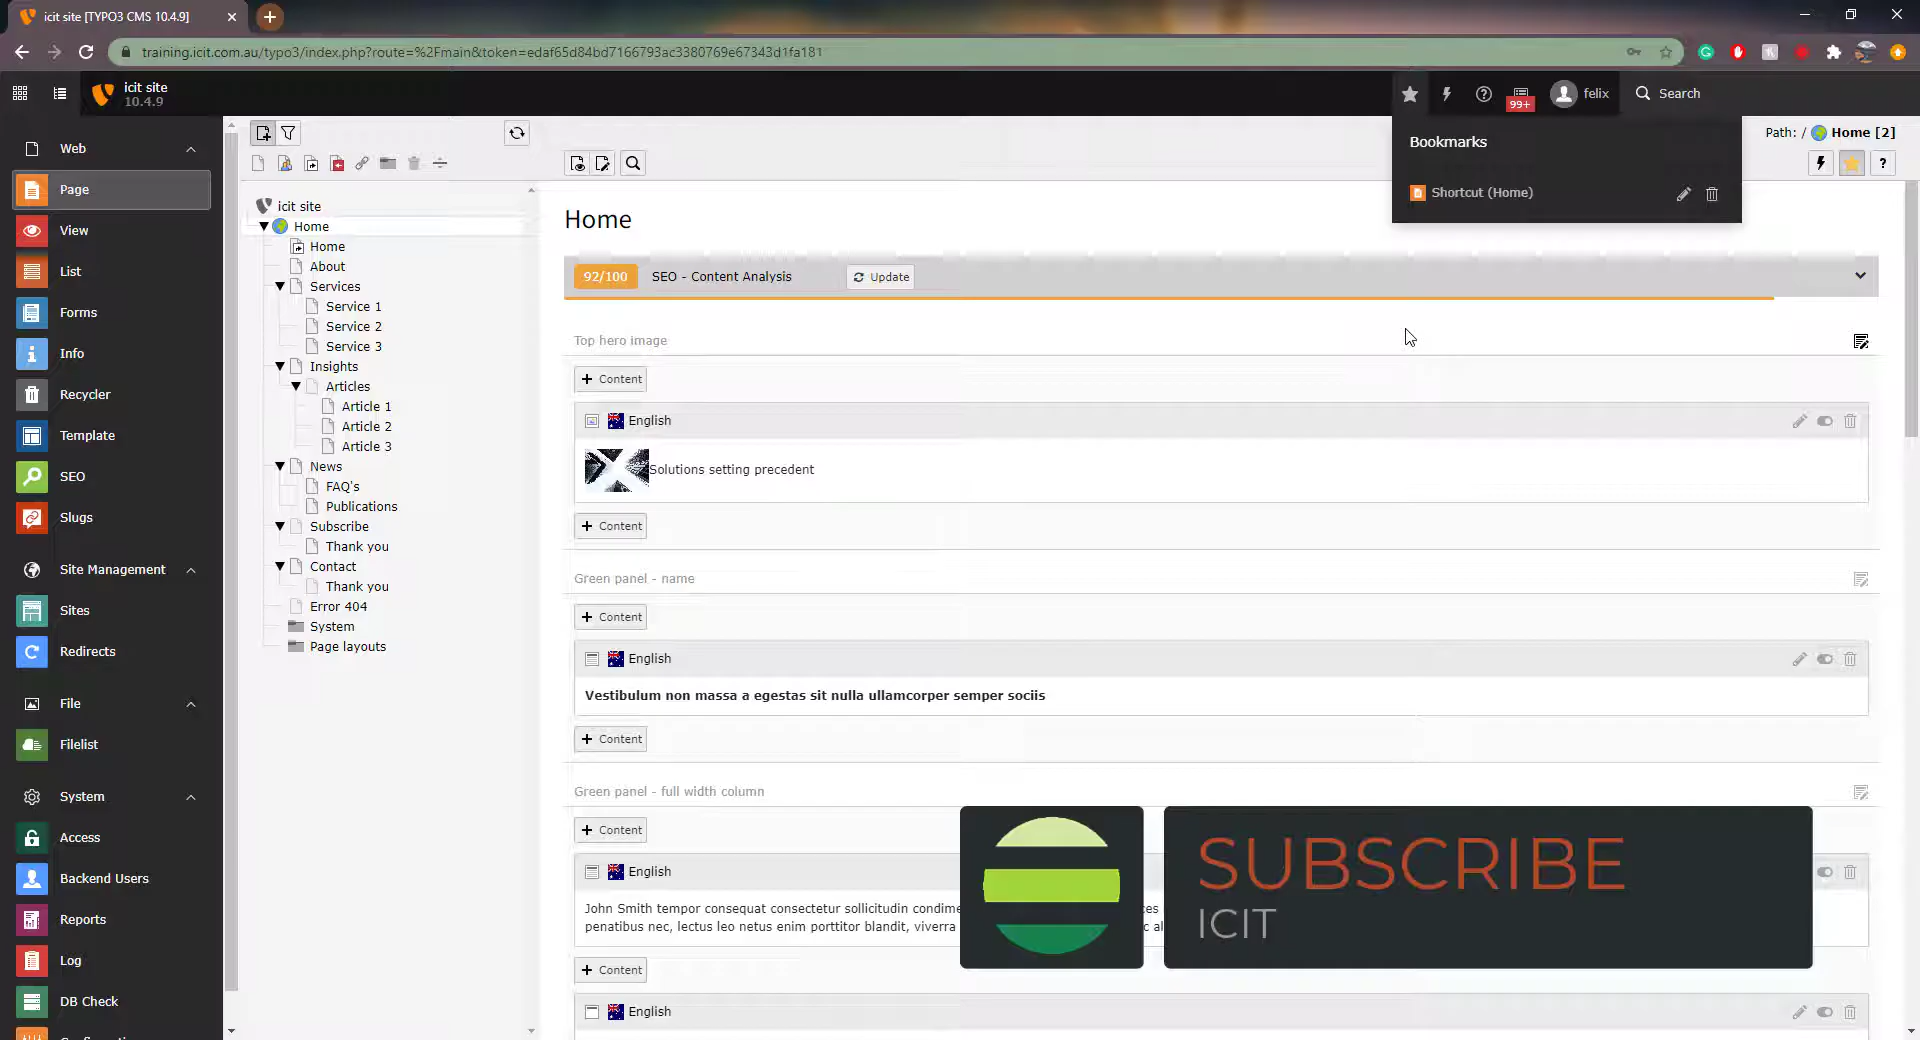 icit site [TYPO3 CMS 10.4.9]
training.icit.com.au/typo3/index.php?route=%2Fmain&token=edaf65d84bd7166793ac3380769e67343d1fa181
icit site
10.4.9
99+
felix
Search
Bookmarks
Shortcut (Home)
Path: / Home [2]
Web
Page
View
List
Forms
Info
Recycler
Template
SEO
Slugs
Site Management
Sites
Redirects
File
Filelist
System
Access
Backend Users
Reports
Log
DB Check
icit site
Home
Home
About
Services
Service 1
Service 2
Service 3
Insights
Articles
Article 1
Article 2
Article 3
News
FAQ's
Publications
Subscribe
Thank you
Contact
Thank you
Error 404
System
Page layouts
Home
92/100 SEO - Content Analysis Update
Top hero image
+ Content
English
Solutions setting precedent
+ Content
Green panel - name
+ Content
English
Vestibulum non massa a egestas sit nulla ullamcorper semper sociis
+ Content
Green panel - full width column
+ Content
English
John Smith tempor consequat consectetur sollicitudin
penatibus nec, lectus leo netus enim porttitor blandit, viverra
+ Content
English
SUBSCRIBE
ICIT